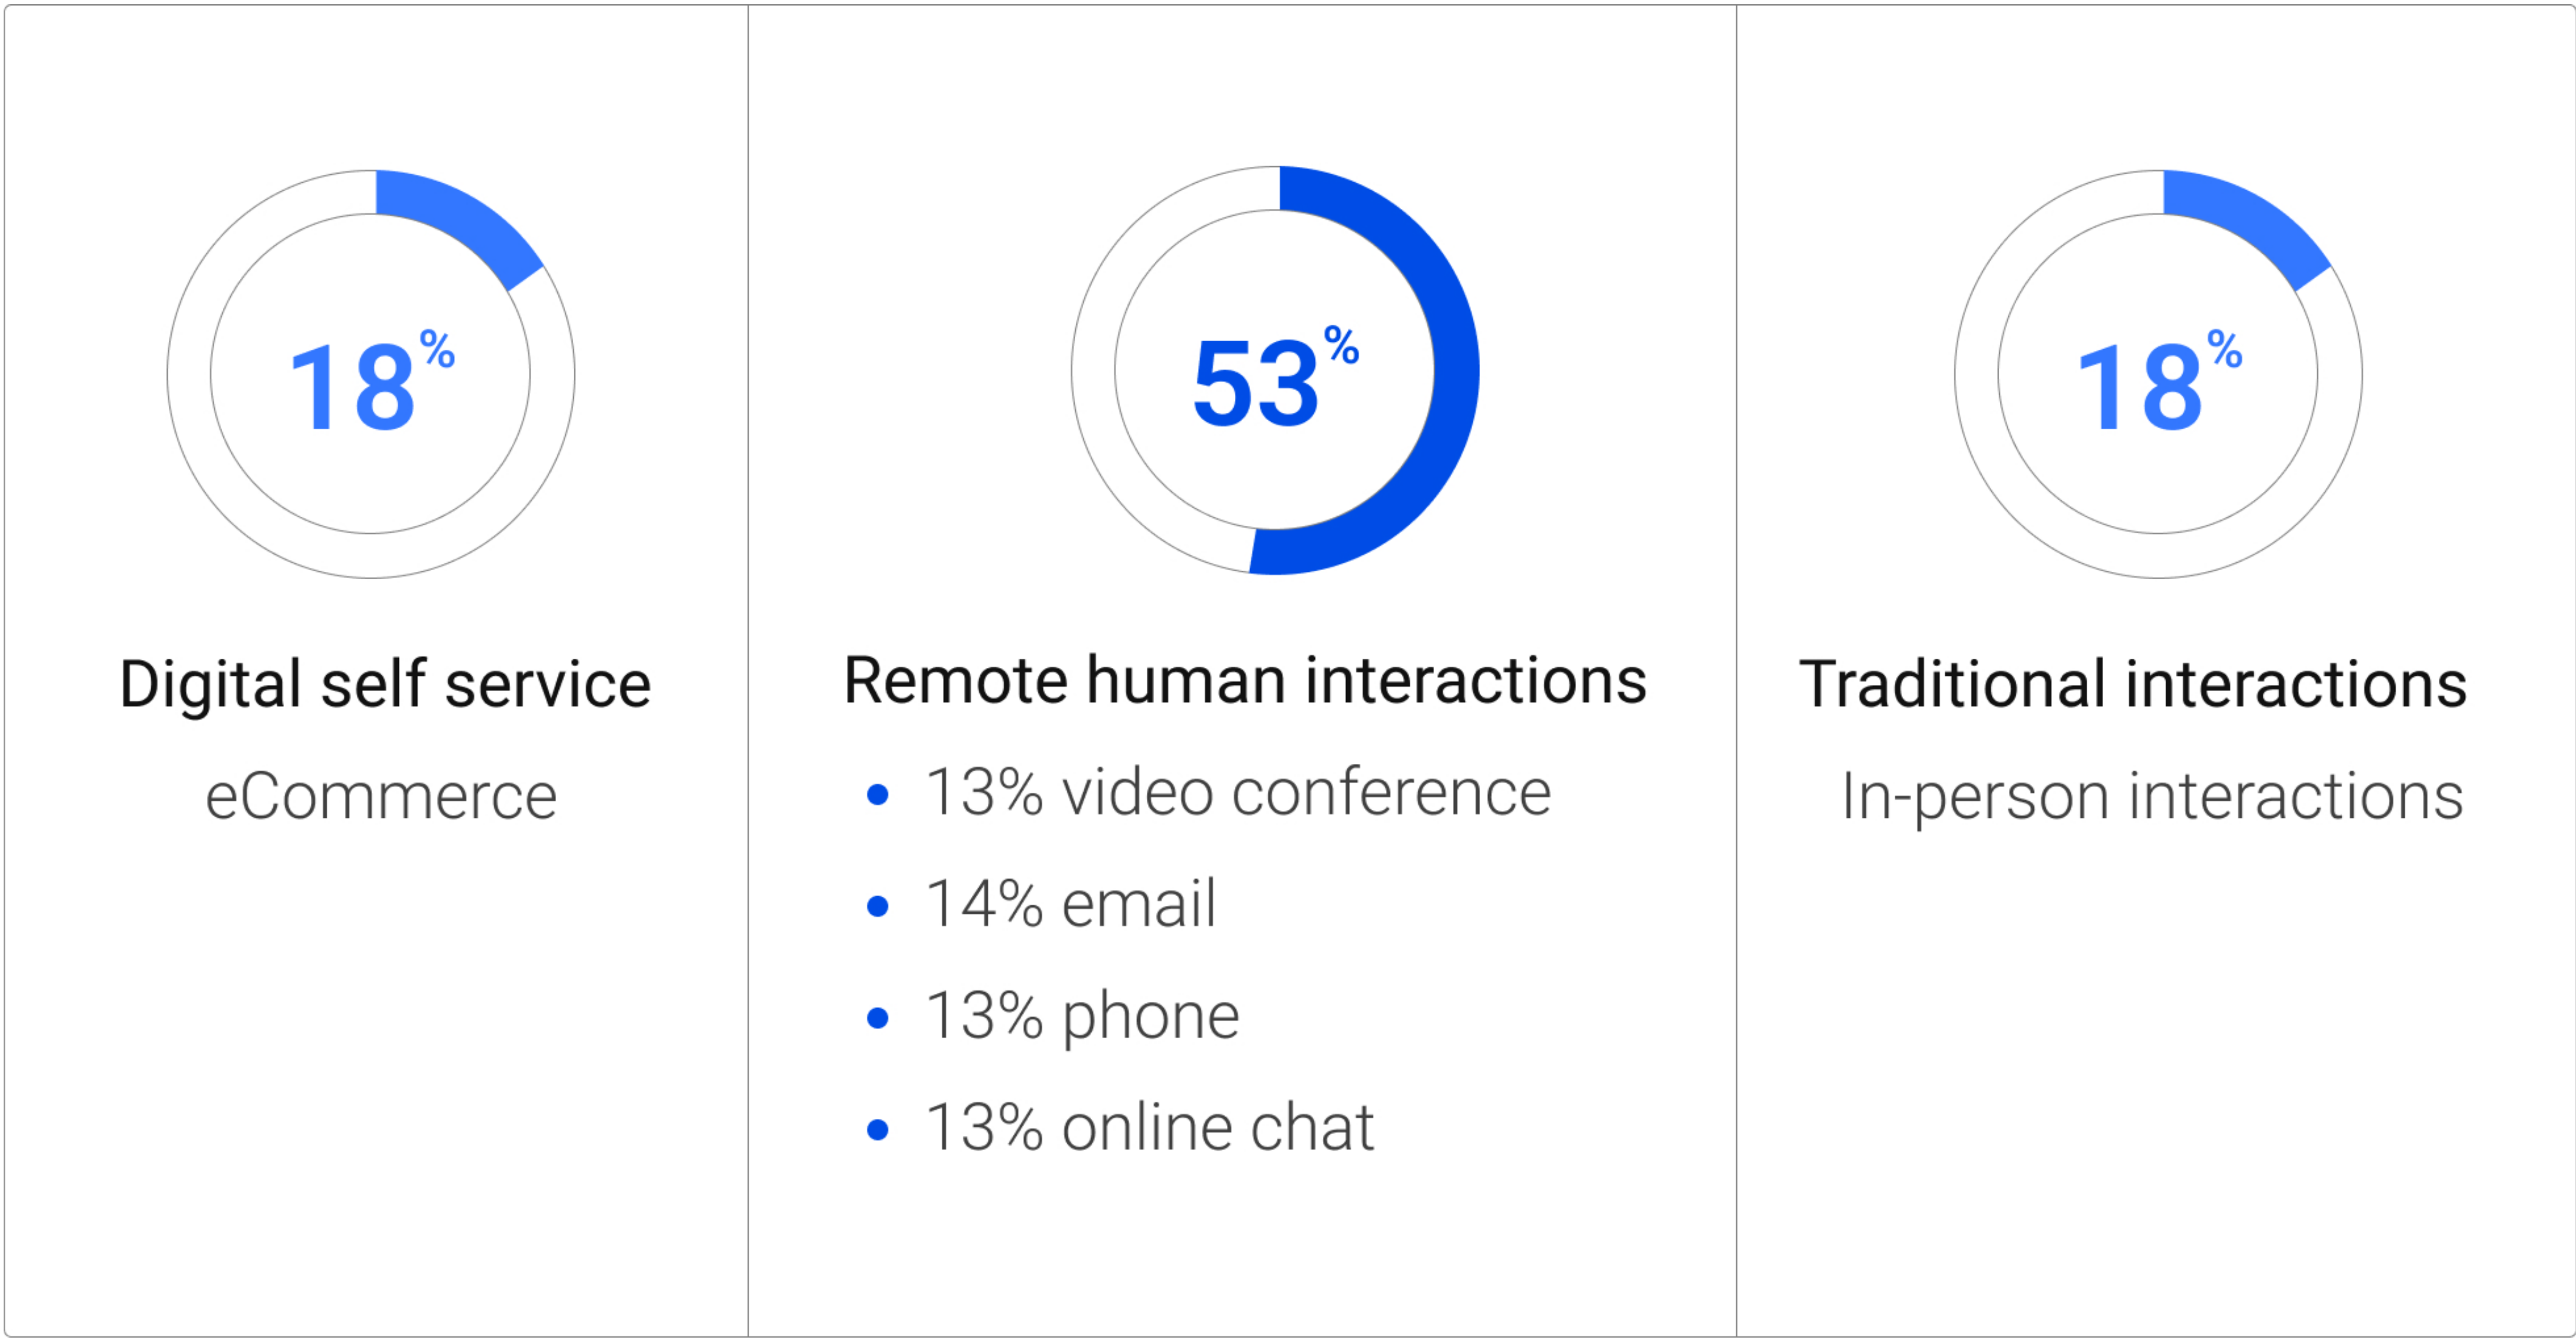 18%
Digital self service
eCommerce
53%
Remote human interactions
• 13% video conference
• 14% email
• 13% phone
• 13% online chat
18%
Traditional interactions
In-person interactions